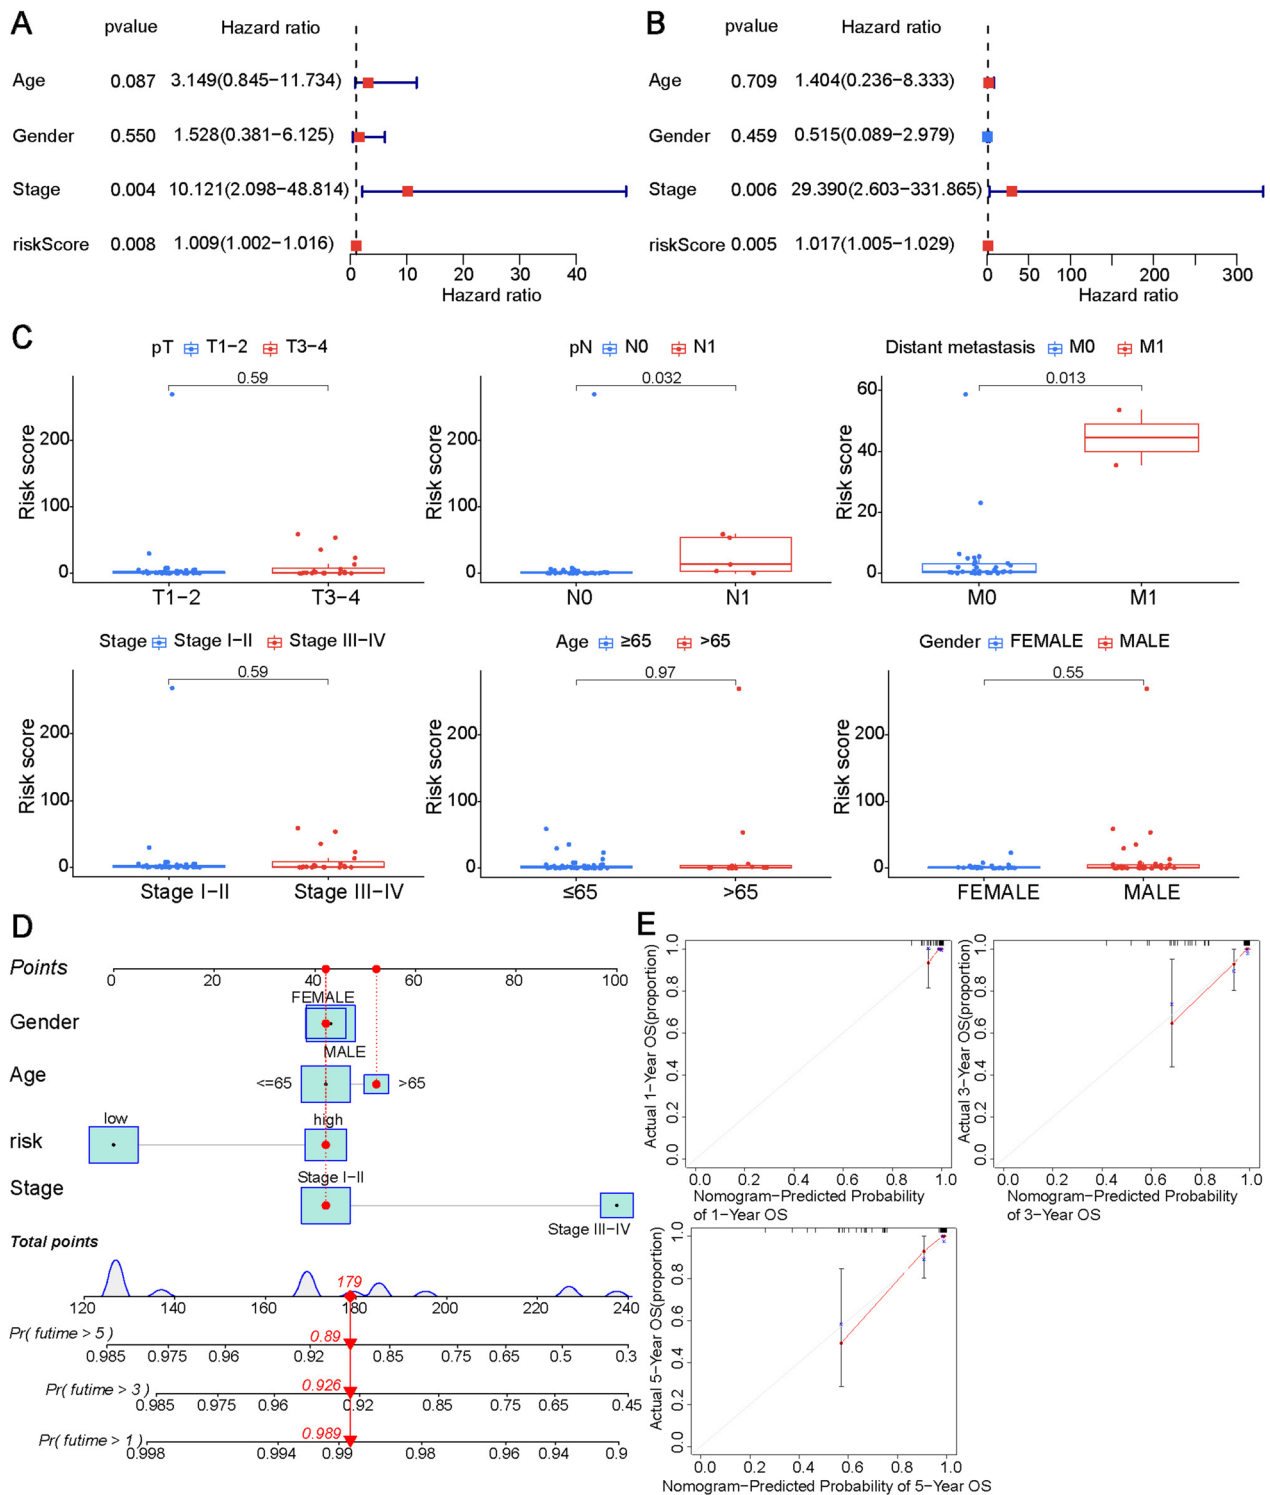 A
pvalue Hazard ratio
Age 0.087 3.149(0.845−11.734)
Gender 0.550 1.528(0.381−6.125)
Stage 0.004 10.121(2.098−48.814)
riskScore 0.008 1.009(1.002−1.016)
0 10 20 30 40
Hazard ratio
B
pvalue Hazard ratio
Age 0.709 1.404(0.236−8.333)
Gender 0.459 0.515(0.089−2.979)
Stage 0.006 29.390(2.603−331.865)
riskScore 0.005 1.017(1.005−1.029)
0 50 100 200 300
Hazard ratio
C
pT T1−2 T3−4
0.59
Risk score
200
100
0
T1−2 T3−4
pN N0 N1
0.032
Risk score
200
100
0
N0 N1
Distant metastasis M0 M1
0.013
Risk score
60
40
20
0
M0 M1
Stage Stage I−II Stage III−IV
0.59
Risk score
200
100
0
Stage I−II Stage III−IV
Age ≥65 >65
0.97
Risk score
200
100
0
≤65 >65
Gender FEMALE MALE
0.55
Risk score
200
100
0
FEMALE MALE
D
Points
0 20 40 60 80 100
FEMALE
Gender
MALE
Age
<=65 >65
low high
risk
Stage I−II
Stage
Stage III−IV
Total points
179
120 140 160 180 200 220 240
Pr( futime > 5 )
0.89
0.985 0.975 0.96 0.92 0.85 0.75 0.65 0.5 0.3
Pr( futime > 3 )
0.926
0.985 0.975 0.96 0.92 0.85 0.75 0.65 0.45
Pr( futime > 1 )
0.989
0.998 0.994 0.99 0.98 0.96 0.94 0.9
E
Actual 1−Year OS(proportion)
1.0
0.8
0.6
0.4
0.2
0.0
0.0 0.2 0.4 0.6 0.8 1.0
Nomogram−Predicted Probability
of 1−Year OS
Actual 3−Year OS(proportion)
1.0
0.8
0.6
0.4
0.2
0.0
0.0 0.2 0.4 0.6 0.8 1.0
Nomogram−Predicted Probability
of 3−Year OS
Actual 5−Year OS(proportion)
1.0
0.8
0.6
0.4
0.2
0.0
0.0 0.2 0.4 0.6 0.8 1.0
Nomogram−Predicted Probability of 5−Year OS